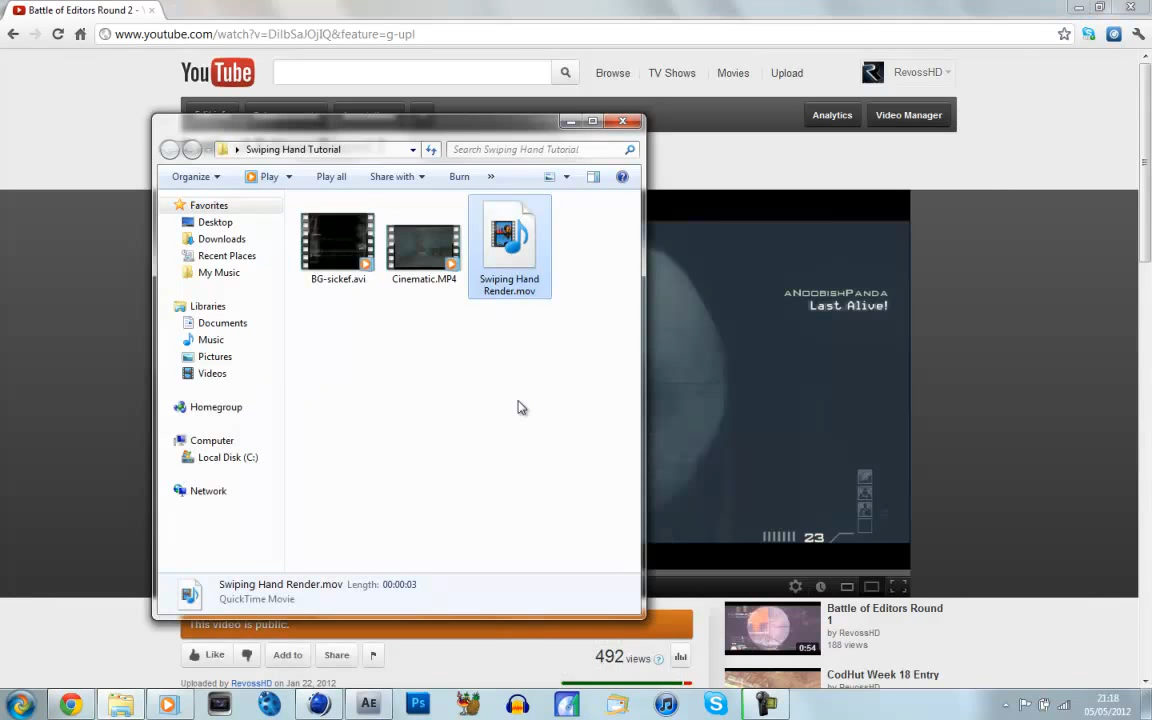 Battle of Editors Round 2 -
www.youtube.com/watch?v=DiIbSaJOjIQ&feature=g-upl
YouTube
Browse
TV Shows
Movies
Upload
RevossHD
Analytics
Video Manager
Swiping Hand Tutorial
Search Swiping Hand Tutorial
Organize
Play
Play all
Share with
Burn
»
Favorites
Desktop
Downloads
Recent Places
My Music
Libraries
Documents
Music
Pictures
Videos
Homegroup
Computer
Local Disk (C:)
Network
BG-sickef.avi
Cinematic.MP4
Swiping Hand
Render.mov
Swiping Hand Render.mov Length: 00:00:03
QuickTime Movie
aNoobishPanda
Last Alive!
23
This video is public.
Like
Add to
Share
492 views
Uploaded by RevossHD on Jan 22, 2012
0:54
Battle of Editors Round
1
by RevossHD
188 views
CodHut Week 18 Entry
AE
Ps
21:18
05/05/2012